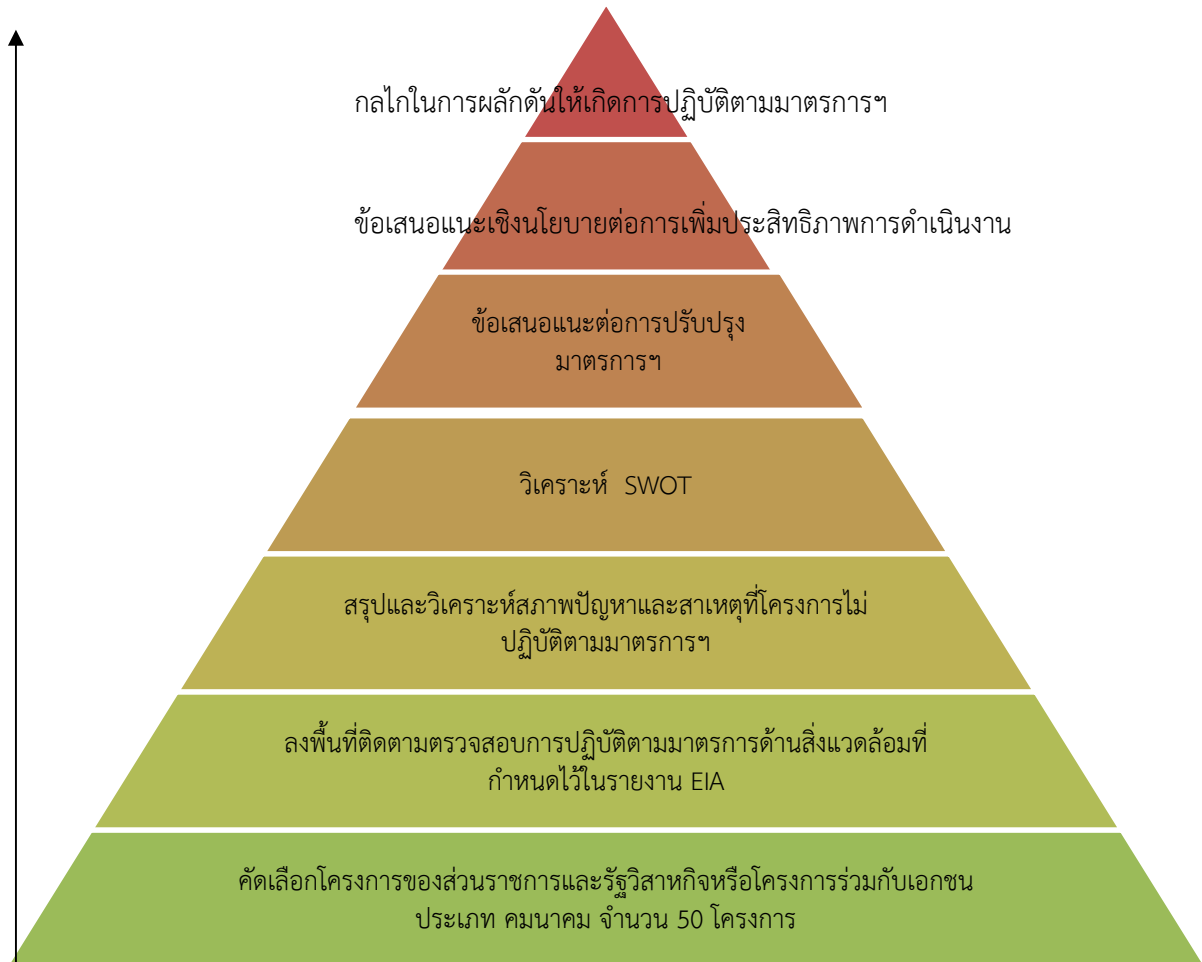 กลไกในการผลักดันให้เกิดการปฏิบัติตามมาตรการฯ
ข้อเสนอแนะเชิงนโยบายต่อการเพิ่มประสิทธิภาพการดำเนินงาน
ข้อเสนอแนะต่อการปรับปรุง
มาตรการฯ
วิเคราะห์ SWOT
สรุปและวิเคราะห์สภาพปัญหาและสาเหตุที่โครงการไม่
ปฏิบัติตามมาตรการฯ
ลงพื้นที่ติดตามตรวจสอบการปฏิบัติตามมาตรการด้านสิ่งแวดล้อมที่
กำหนดไว้ในรายงาน EIA
คัดเลือกโครงการของส่วนราชการและรัฐวิสาหกิจหรือโครงการร่วมกับเอกชน
ประเภท คมนาคม จำนวน 50 โครงการ